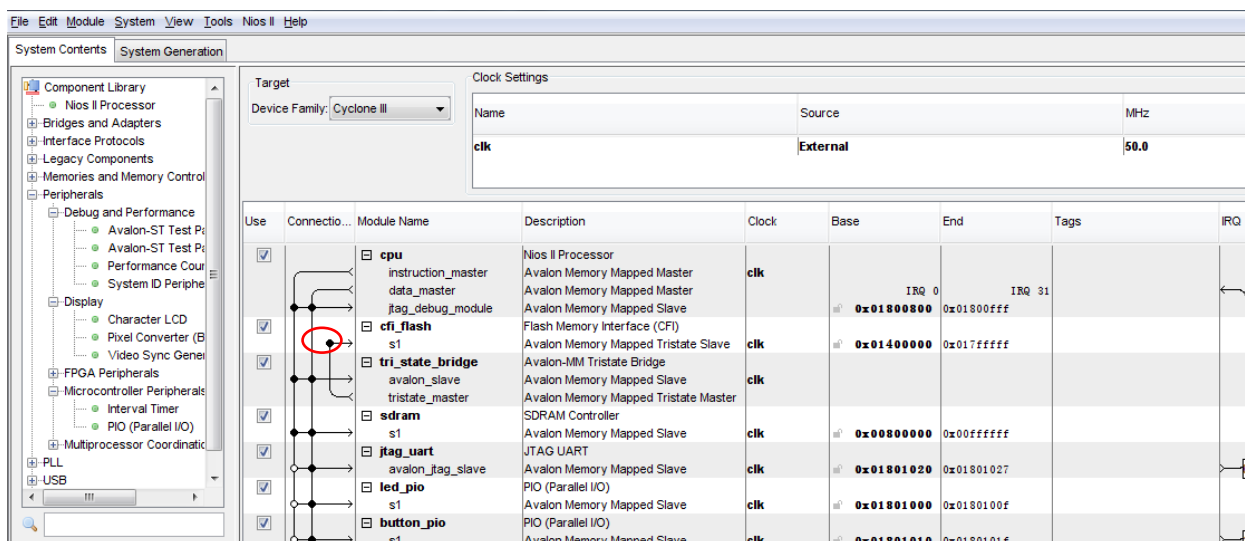 File Edit Module System View Tools Nios II Help
System Contents System Generation
Component Library
Nios II Processor
Bridges and Adapters
Interface Protocols
Legacy Components
Memories and Memory Control
Peripherals
Debug and Performance
Avalon-ST Test Pa
Avalon-ST Test Pa
Performance Cour
System ID Periphe
Display
Character LCD
Pixel Converter (B
Video Sync Gener
FPGA Peripherals
Microcontroller Peripherals
Interval Timer
PIO (Parallel I/O)
Multiprocessor Coordinatic
PLL
USB
Target
Device Family: Cyclone III
Clock Settings
Name Source MHz
clk External 50.0
Use Connectio... Module Name Description Clock Base End Tags IRQ
cpu Nios II Processor
instruction_master Avalon Memory Mapped Master clk
data_master Avalon Memory Mapped Master IRQ 0 IRQ 31
jtag_debug_module Avalon Memory Mapped Slave 0x01800800 0x01800fff
cfi_flash Flash Memory Interface (CFI)
s1 Avalon Memory Mapped Tristate Slave clk 0x01400000 0x017fffff
tri_state_bridge Avalon-MM Tristate Bridge
avalon_slave Avalon Memory Mapped Slave clk
tristate_master Avalon Memory Mapped Tristate Master
sdram SDRAM Controller
s1 Avalon Memory Mapped Slave clk 0x00800000 0x00ffffff
jtag_uart JTAG UART
avalon_jtag_slave Avalon Memory Mapped Slave clk 0x01801020 0x01801027
led_pio PIO (Parallel I/O)
s1 Avalon Memory Mapped Slave clk 0x01801000 0x0180100f
button_pio PIO (Parallel I/O)
s1 Avalon Memory Mapped Slave clk 0x01801010 0x0180101f